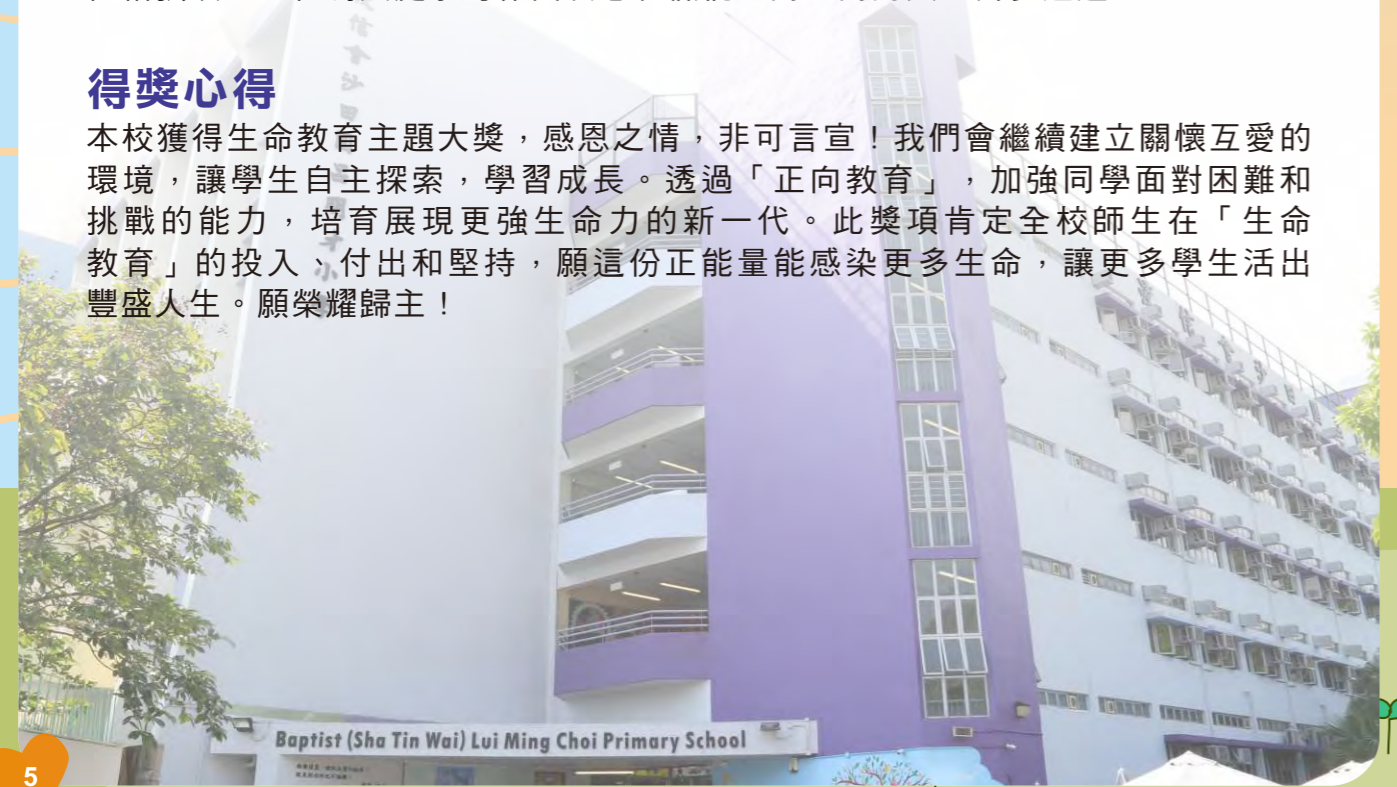 得獎心得
本校獲得生命教育主題大獎，感恩之情，非可言宣！我們會繼續建立關懷互愛的
環境，讓學生自主探索，學習成長。透過「正向教育」，加強同學面對困難和
挑戰的能力，培育展現更強生命力的新一代。此獎項肯定全校師生在「生命
教育」的投入、付出和堅持，願這份正能量能感染更多生命，讓更多學生活出
豐盛人生。願榮耀歸主！
Baptist (Sha Tin Wai) Lui Ming Choi Primary School
5